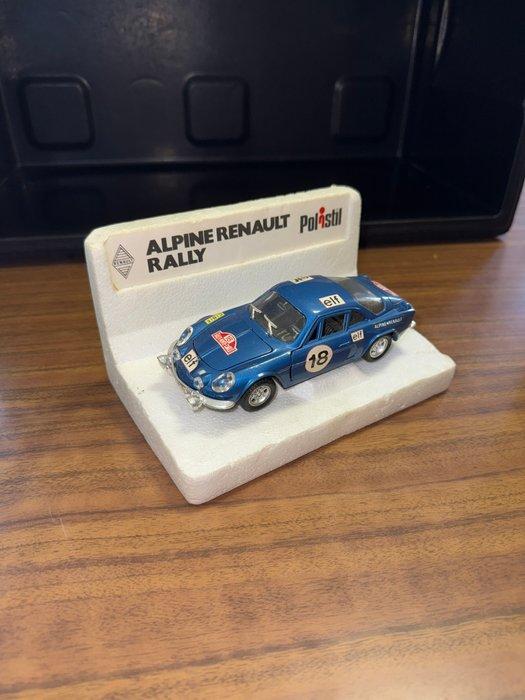 RENAULT
ALPINE RENAULT
RALLY
Polistil
elf
elf
18
elf
ALPINE RENAULT